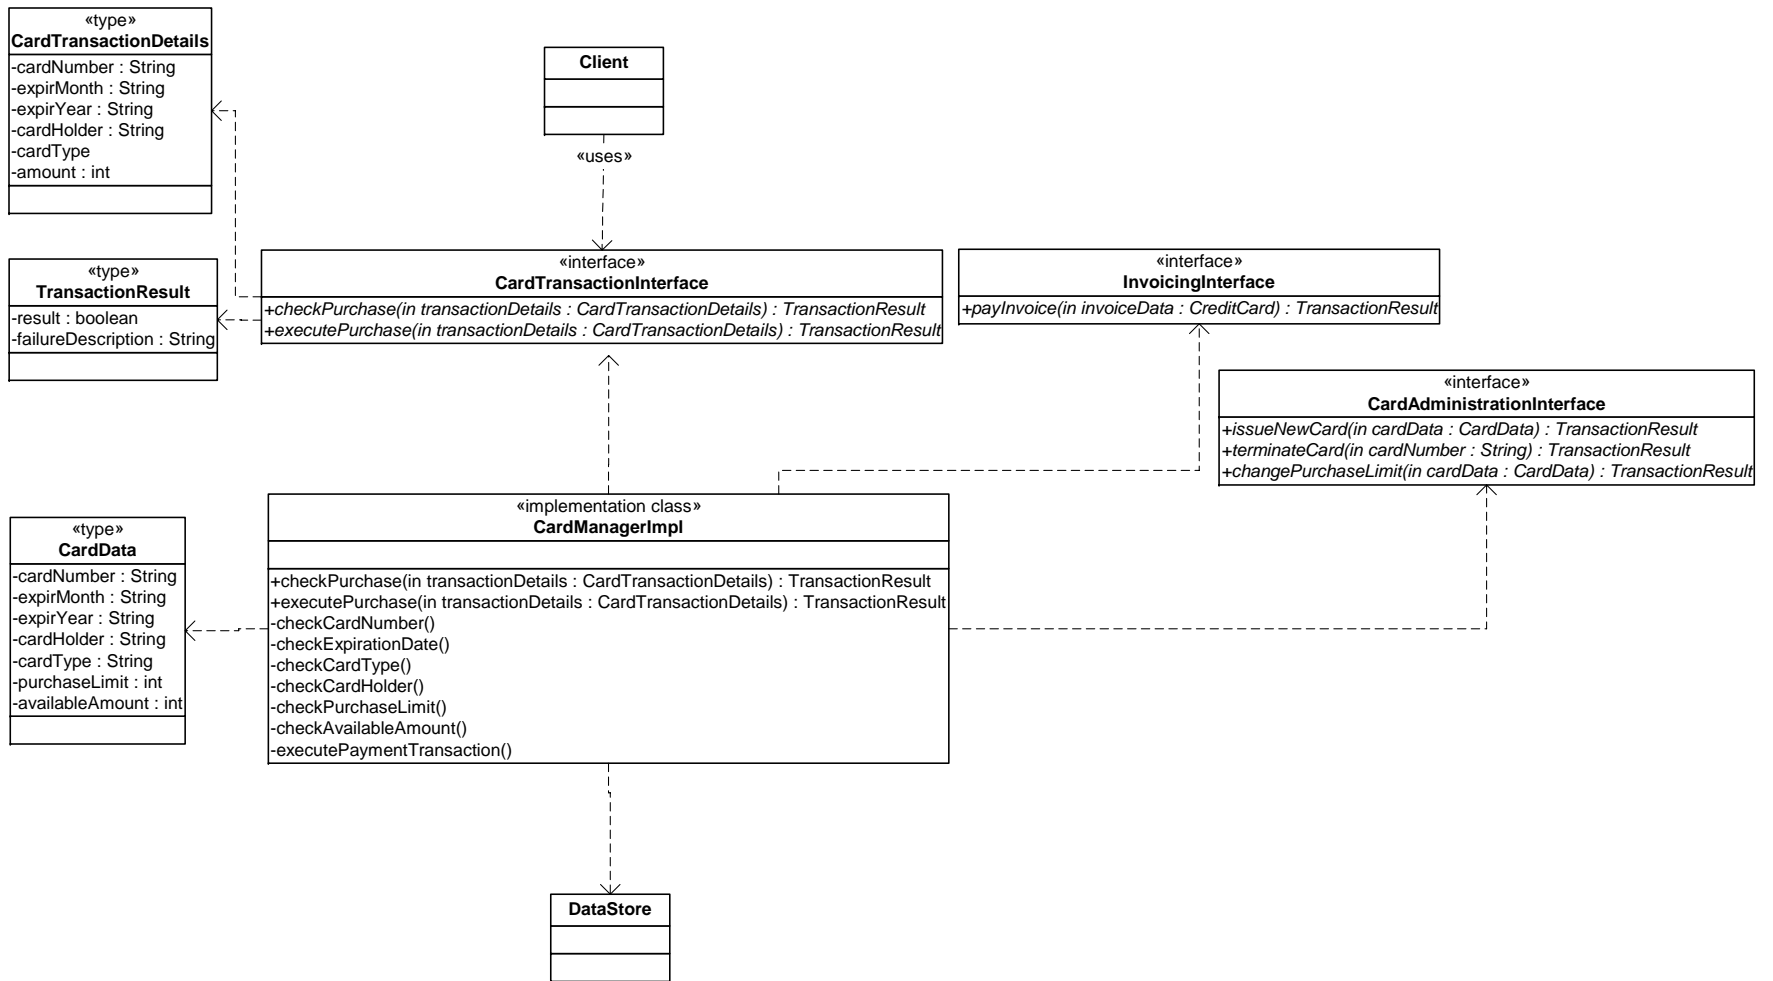 «type»
CardTransactionDetails
-cardNumber : String
-expirMonth : String
-expirYear : String
-cardHolder : String
-cardType
-amount : int
Client
«uses»
«type»
TransactionResult
-result : boolean
-failureDescription : String
«interface»
CardTransactionInterface
+checkPurchase(in transactionDetails : CardTransactionDetails) : TransactionResult
+executePurchase(in transactionDetails : CardTransactionDetails) : TransactionResult
«interface»
InvoicingInterface
+payInvoice(in invoiceData : CreditCard) : TransactionResult
«interface»
CardAdministrationInterface
+issueNewCard(in cardData : CardData) : TransactionResult
+terminateCard(in cardNumber : String) : TransactionResult
+changePurchaseLimit(in cardData : CardData) : TransactionResult
«type»
CardData
-cardNumber : String
-expirMonth : String
-expirYear : String
-cardHolder : String
-cardType : String
-purchaseLimit : int
-availableAmount : int
«implementation class»
CardManagerImpl
+checkPurchase(in transactionDetails : CardTransactionDetails) : TransactionResult
+executePurchase(in transactionDetails : CardTransactionDetails) : TransactionResult
-checkCardNumber()
-checkExpirationDate()
-checkCardType()
-checkCardHolder()
-checkPurchaseLimit()
-checkAvailableAmount()
-executePaymentTransaction()
DataStore